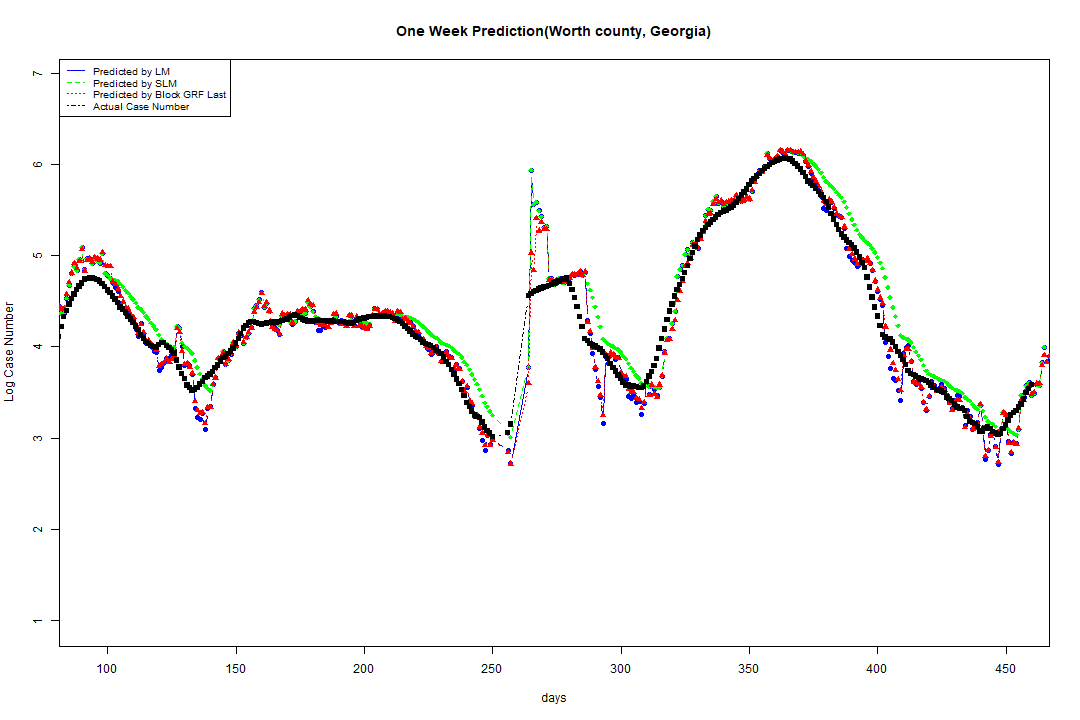 One Week Prediction(Worth county, Georgia)
Predicted by LM
Predicted by SLM
Predicted by Block GRF Last
Actual Case Number
7
6
5
4
3
2
1
Log Case Number
100 150 200 250 300 350 400 450
days